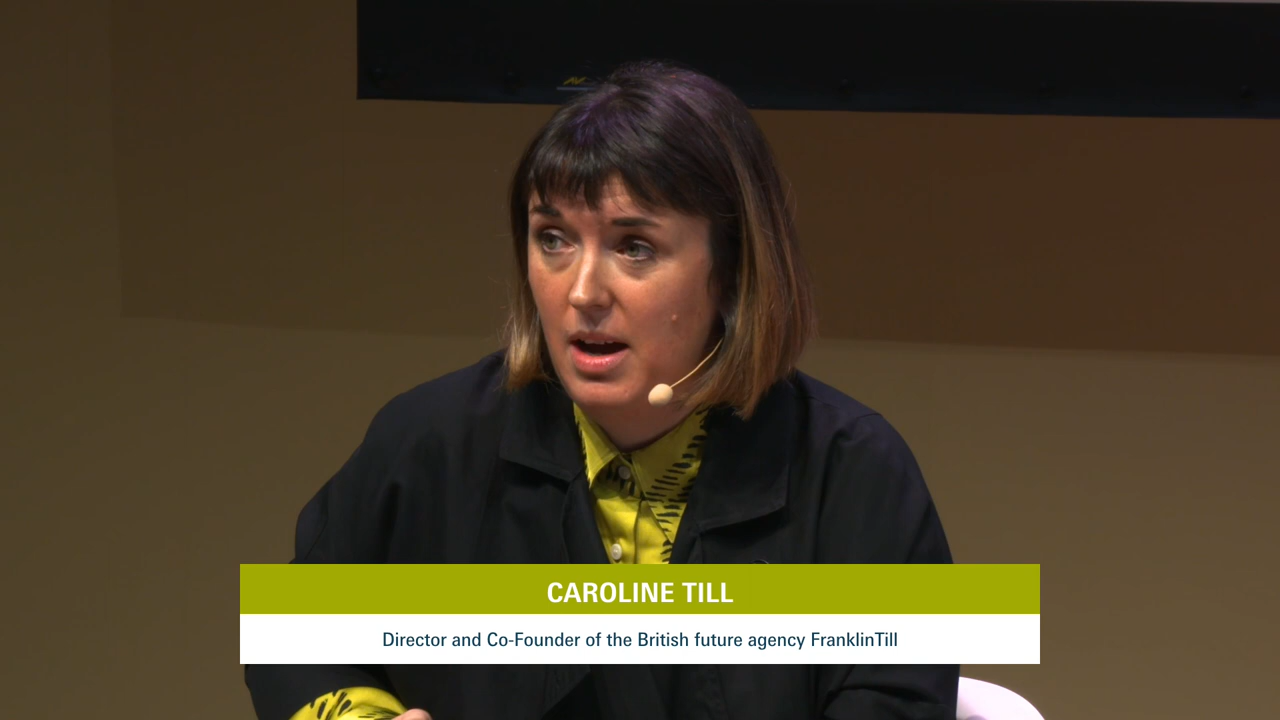 CAROLINE TILL
Director and Co-Founder of the British future agency FranklinTill